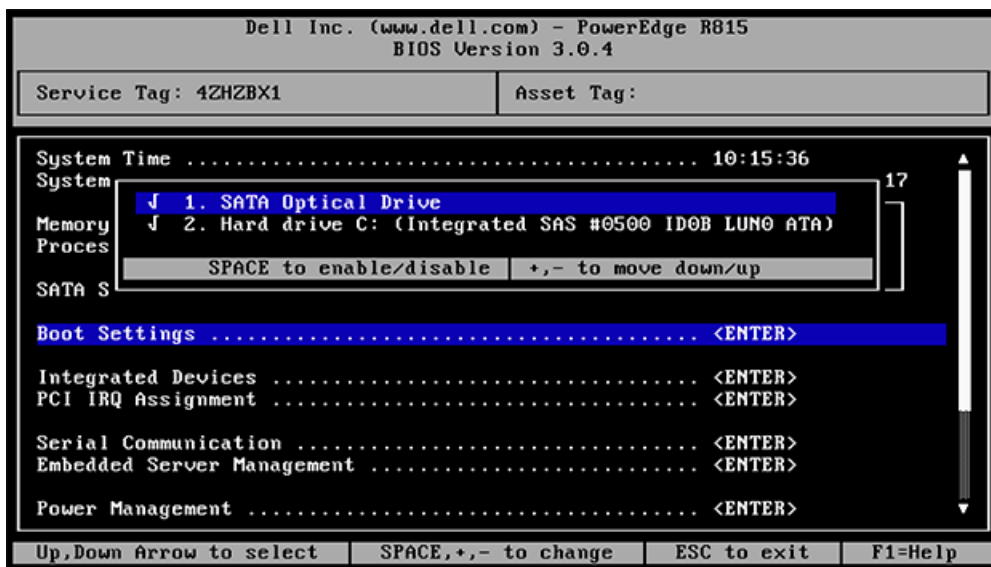 Dell Inc. (www.dell.com) - PowerEdge R815
BIOS Version 3.0.4
Service Tag: 4ZHZBX1 Asset Tag:
System Time ................................. 10:15:36
System 17
√ 1. SATA Optical Drive
Memory √ 2. Hard drive C: (Integrated SAS #0500 ID0B LUN0 ATA)
Proces
SPACE to enable/disable +,- to move down/up
SATA S
Boot Settings ............................... <ENTER>
Integrated Devices .......................... <ENTER>
PCI IRQ Assignment .......................... <ENTER>
Serial Communication ........................ <ENTER>
Embedded Server Management .................. <ENTER>
Power Management ............................ <ENTER>
Up,Down Arrow to select SPACE,+,- to change ESC to exit F1=Help